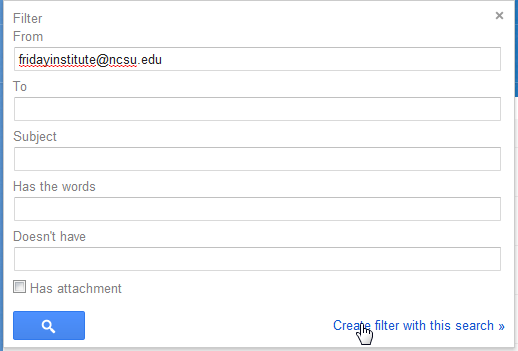 Filter
From
fridayinstitute@ncsu.edu
To
Subject
Has the words
Doesn't have
Has attachment
Create filter with this search »